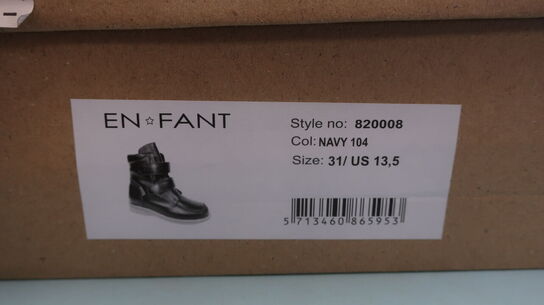 EN☆FANT
Style no: 820008
Col: NAVY 104
Size: 31/ US 13,5
5 713460 865953